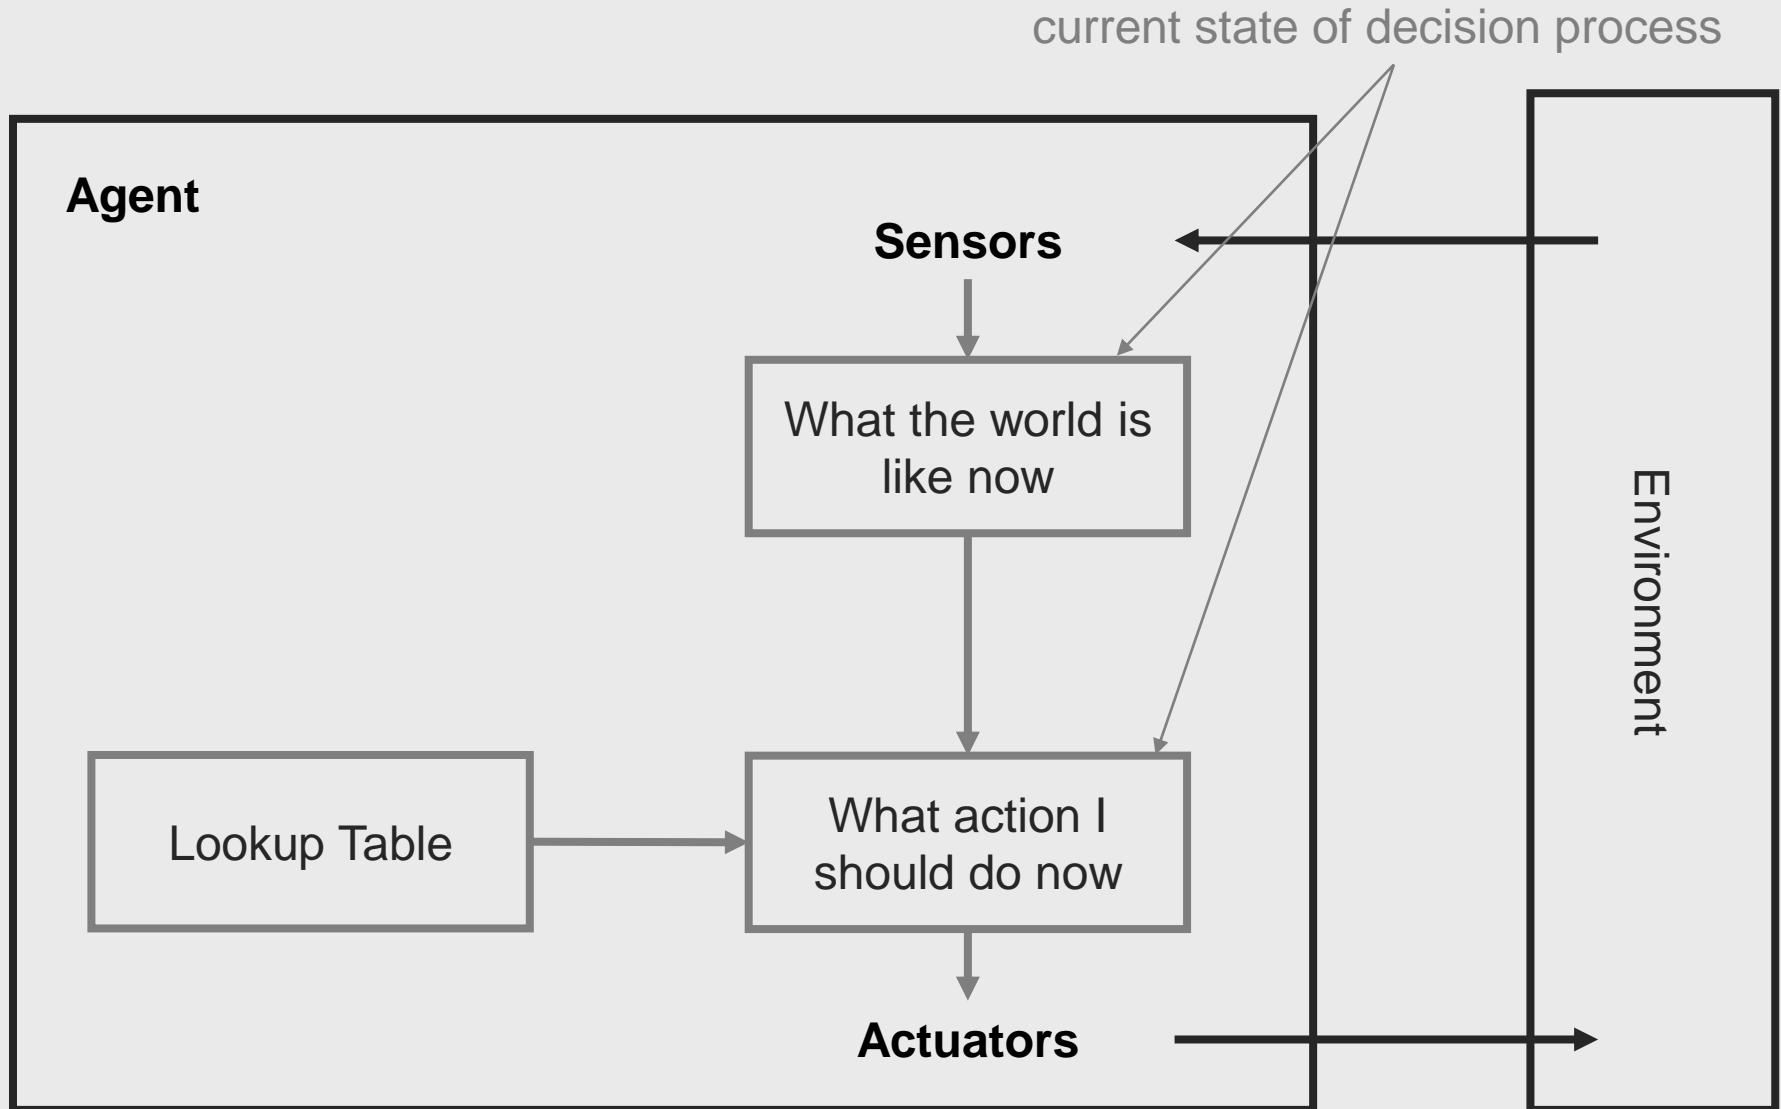 current state of decision process
Agent
Sensors
What the world is
like now
Environment
Lookup Table
What action I
should do now
Actuators